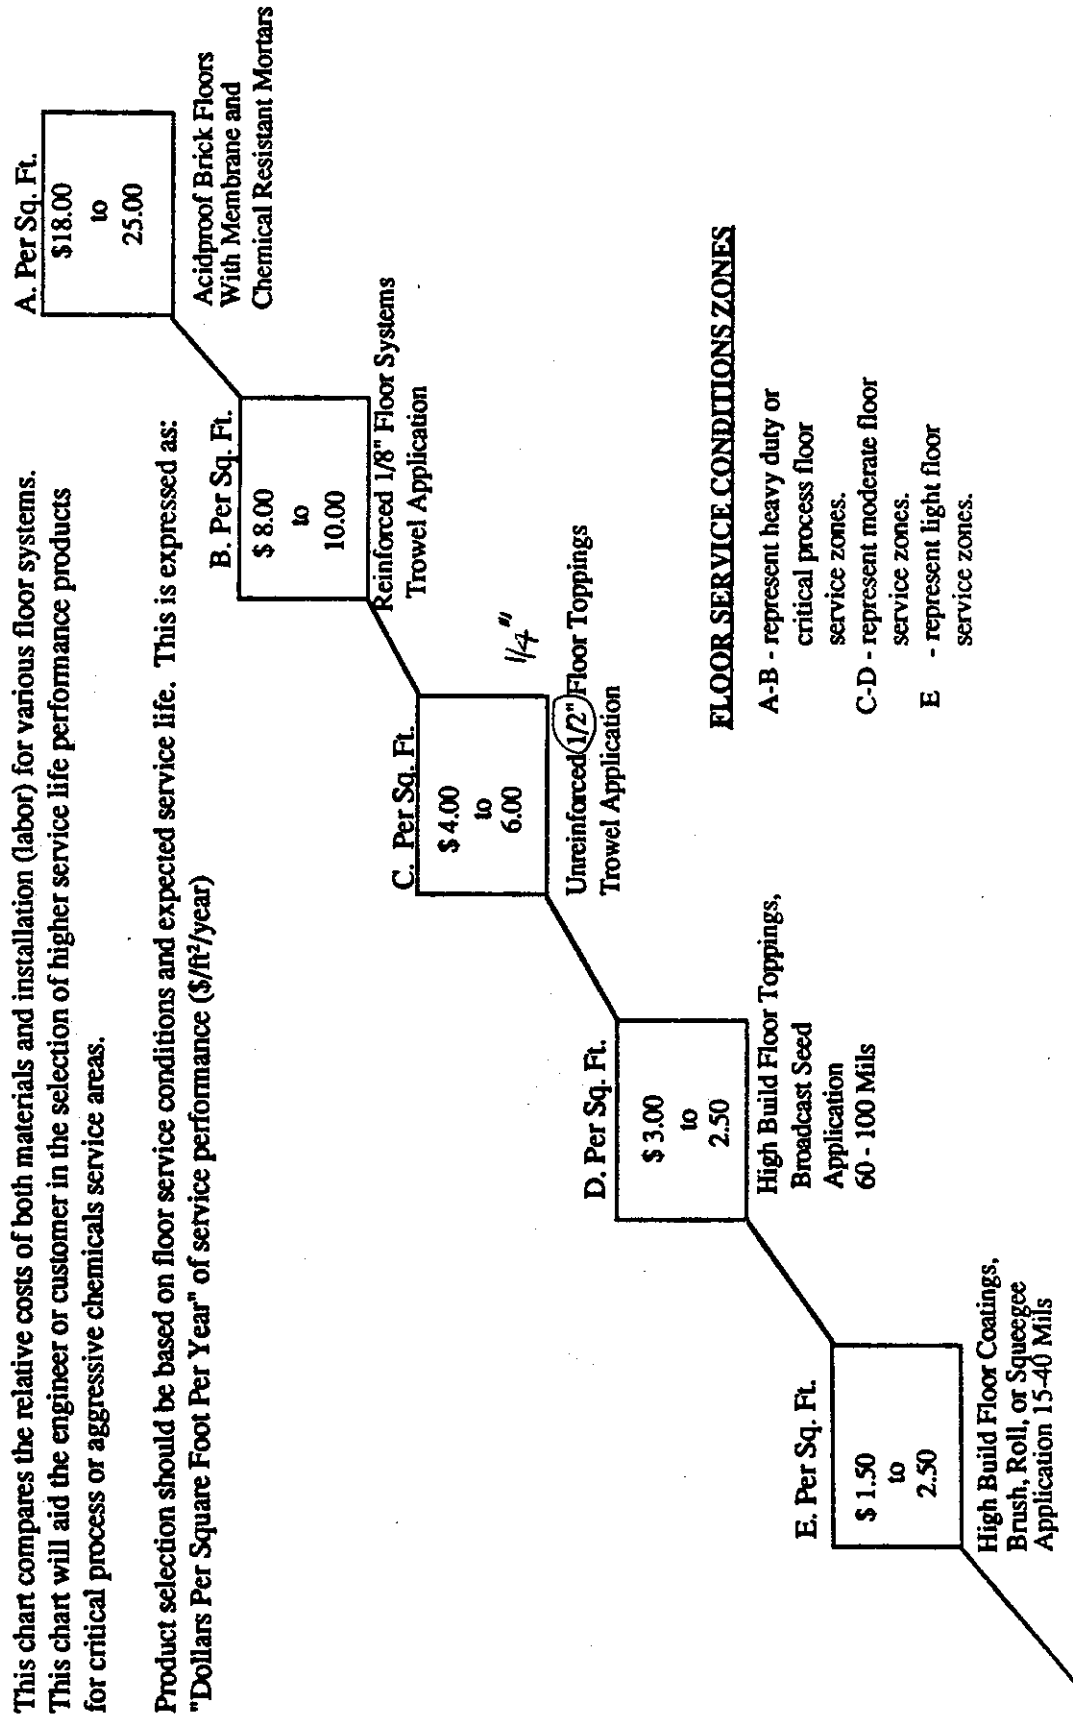 This chart compares the relative costs of both materials and installation (labor) for various floor systems.
This chart will aid the engineer or customer in the selection of higher service life performance products
for critical process or aggressive chemicals service areas.
Product selection should be based on floor service conditions and expected service life. This is expressed as:
"Dollars Per Square Foot Per Year" of service performance ($/ft²/year)
A. Per Sq. Ft.
$18.00
to
25.00
Acidproof Brick Floors
With Membrane and
Chemical Resistant Mortars
B. Per Sq. Ft.
$ 8.00
to
10.00
Reinforced 1/8" Floor Systems
Trowel Application
C. Per Sq. Ft.
$ 4.00
to
6.00
1/4"
Unreinforced 1/2" Floor Toppings
Trowel Application
D. Per Sq. Ft.
$ 3.00
to
2.50
High Build Floor Toppings,
Broadcast Seed
Application
60 - 100 Mils
E. Per Sq. Ft.
$ 1.50
to
2.50
High Build Floor Coatings,
Brush, Roll, or Squeegee
Application 15-40 Mils
FLOOR SERVICE CONDITIONS ZONES
A-B - represent heavy duty or
critical process floor
service zones.
C-D - represent moderate floor
service zones.
E - represent light floor
service zones.